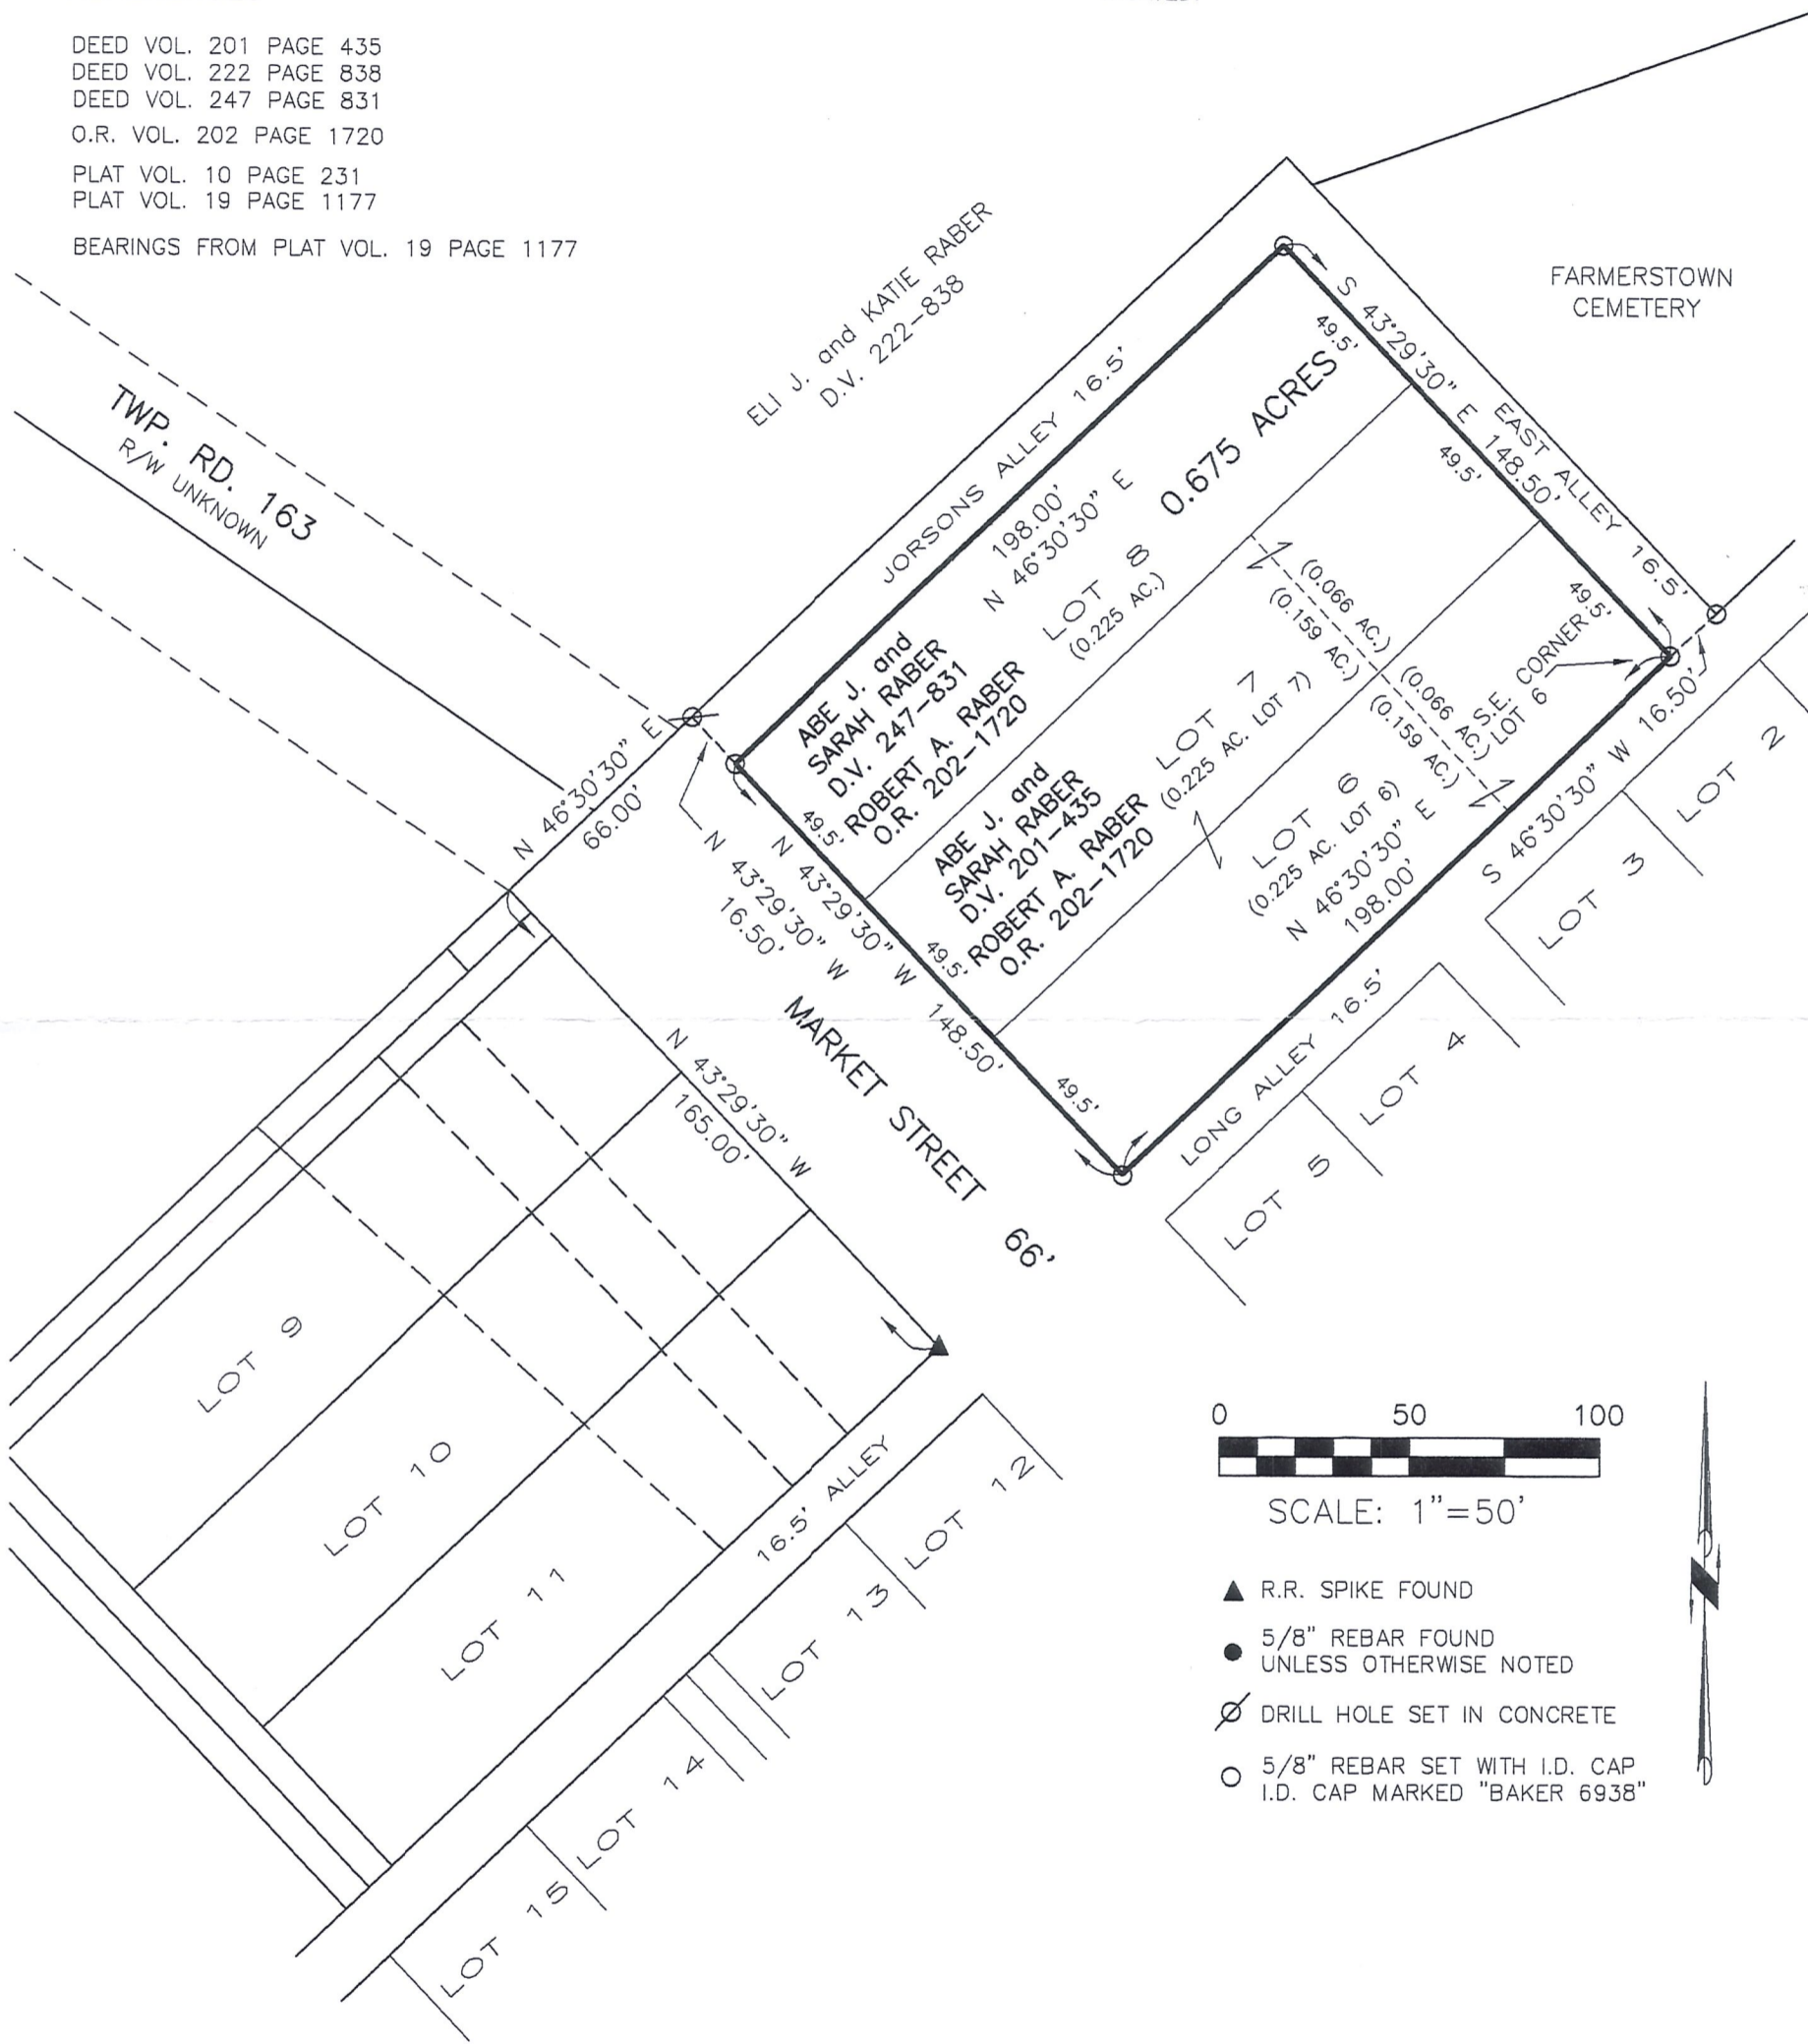 DEED VOL. 201 PAGE 435
DEED VOL. 222 PAGE 838
DEED VOL. 247 PAGE 831
O.R. VOL. 202 PAGE 1720
PLAT VOL. 10 PAGE 231
PLAT VOL. 19 PAGE 1177
BEARINGS FROM PLAT VOL. 19 PAGE 1177
TWP. RD. 163
R/W UNKNOWN
ELI J. and KATIE RABER
D.V. 222-838
FARMERSTOWN
CEMETERY
JORSONS ALLEY 16.5'
198.00'
N 46°30'30" E
S 43°29'30" E 148.50'
EAST ALLEY 16.5'
49.5'
49.5'
49.5'
0.675 ACRES
LOT 8
(0.225 AC.)
ABE J. and
SARAH RABER
D.V. 247-831
ROBERT A. RABER
O.R. 202-1720
(0.066 AC.)
(0.159 AC.)
LOT 7
(0.225 AC. LOT 7)
ABE J. and
SARAH RABER
D.V. 201-435
ROBERT A. RABER
O.R. 202-1720
(0.066 AC.)
(0.159 AC.)
S.E. CORNER
LOT 6
LOT 6
(0.225 AC. LOT 6)
N 46°30'30" E
198.00'
S 46°30'30" W 16.50'
N 46°30'30" E
66.00'
N 43°29'30" W
16.50'
49.5'
N 43°29'30" W 148.50'
49.5'
49.5'
MARKET STREET 66'
N 43°29'30" W
165.00'
LONG ALLEY 16.5'
LOT 2
LOT 3
LOT 4
LOT 5
LOT 9
LOT 10
LOT 11
16.5' ALLEY
LOT 12
LOT 13
LOT 14
LOT 15
0 50 100
SCALE: 1"=50'
N
R.R. SPIKE FOUND
5/8" REBAR FOUND
UNLESS OTHERWISE NOTED
DRILL HOLE SET IN CONCRETE
5/8" REBAR SET WITH I.D. CAP
I.D. CAP MARKED "BAKER 6938"